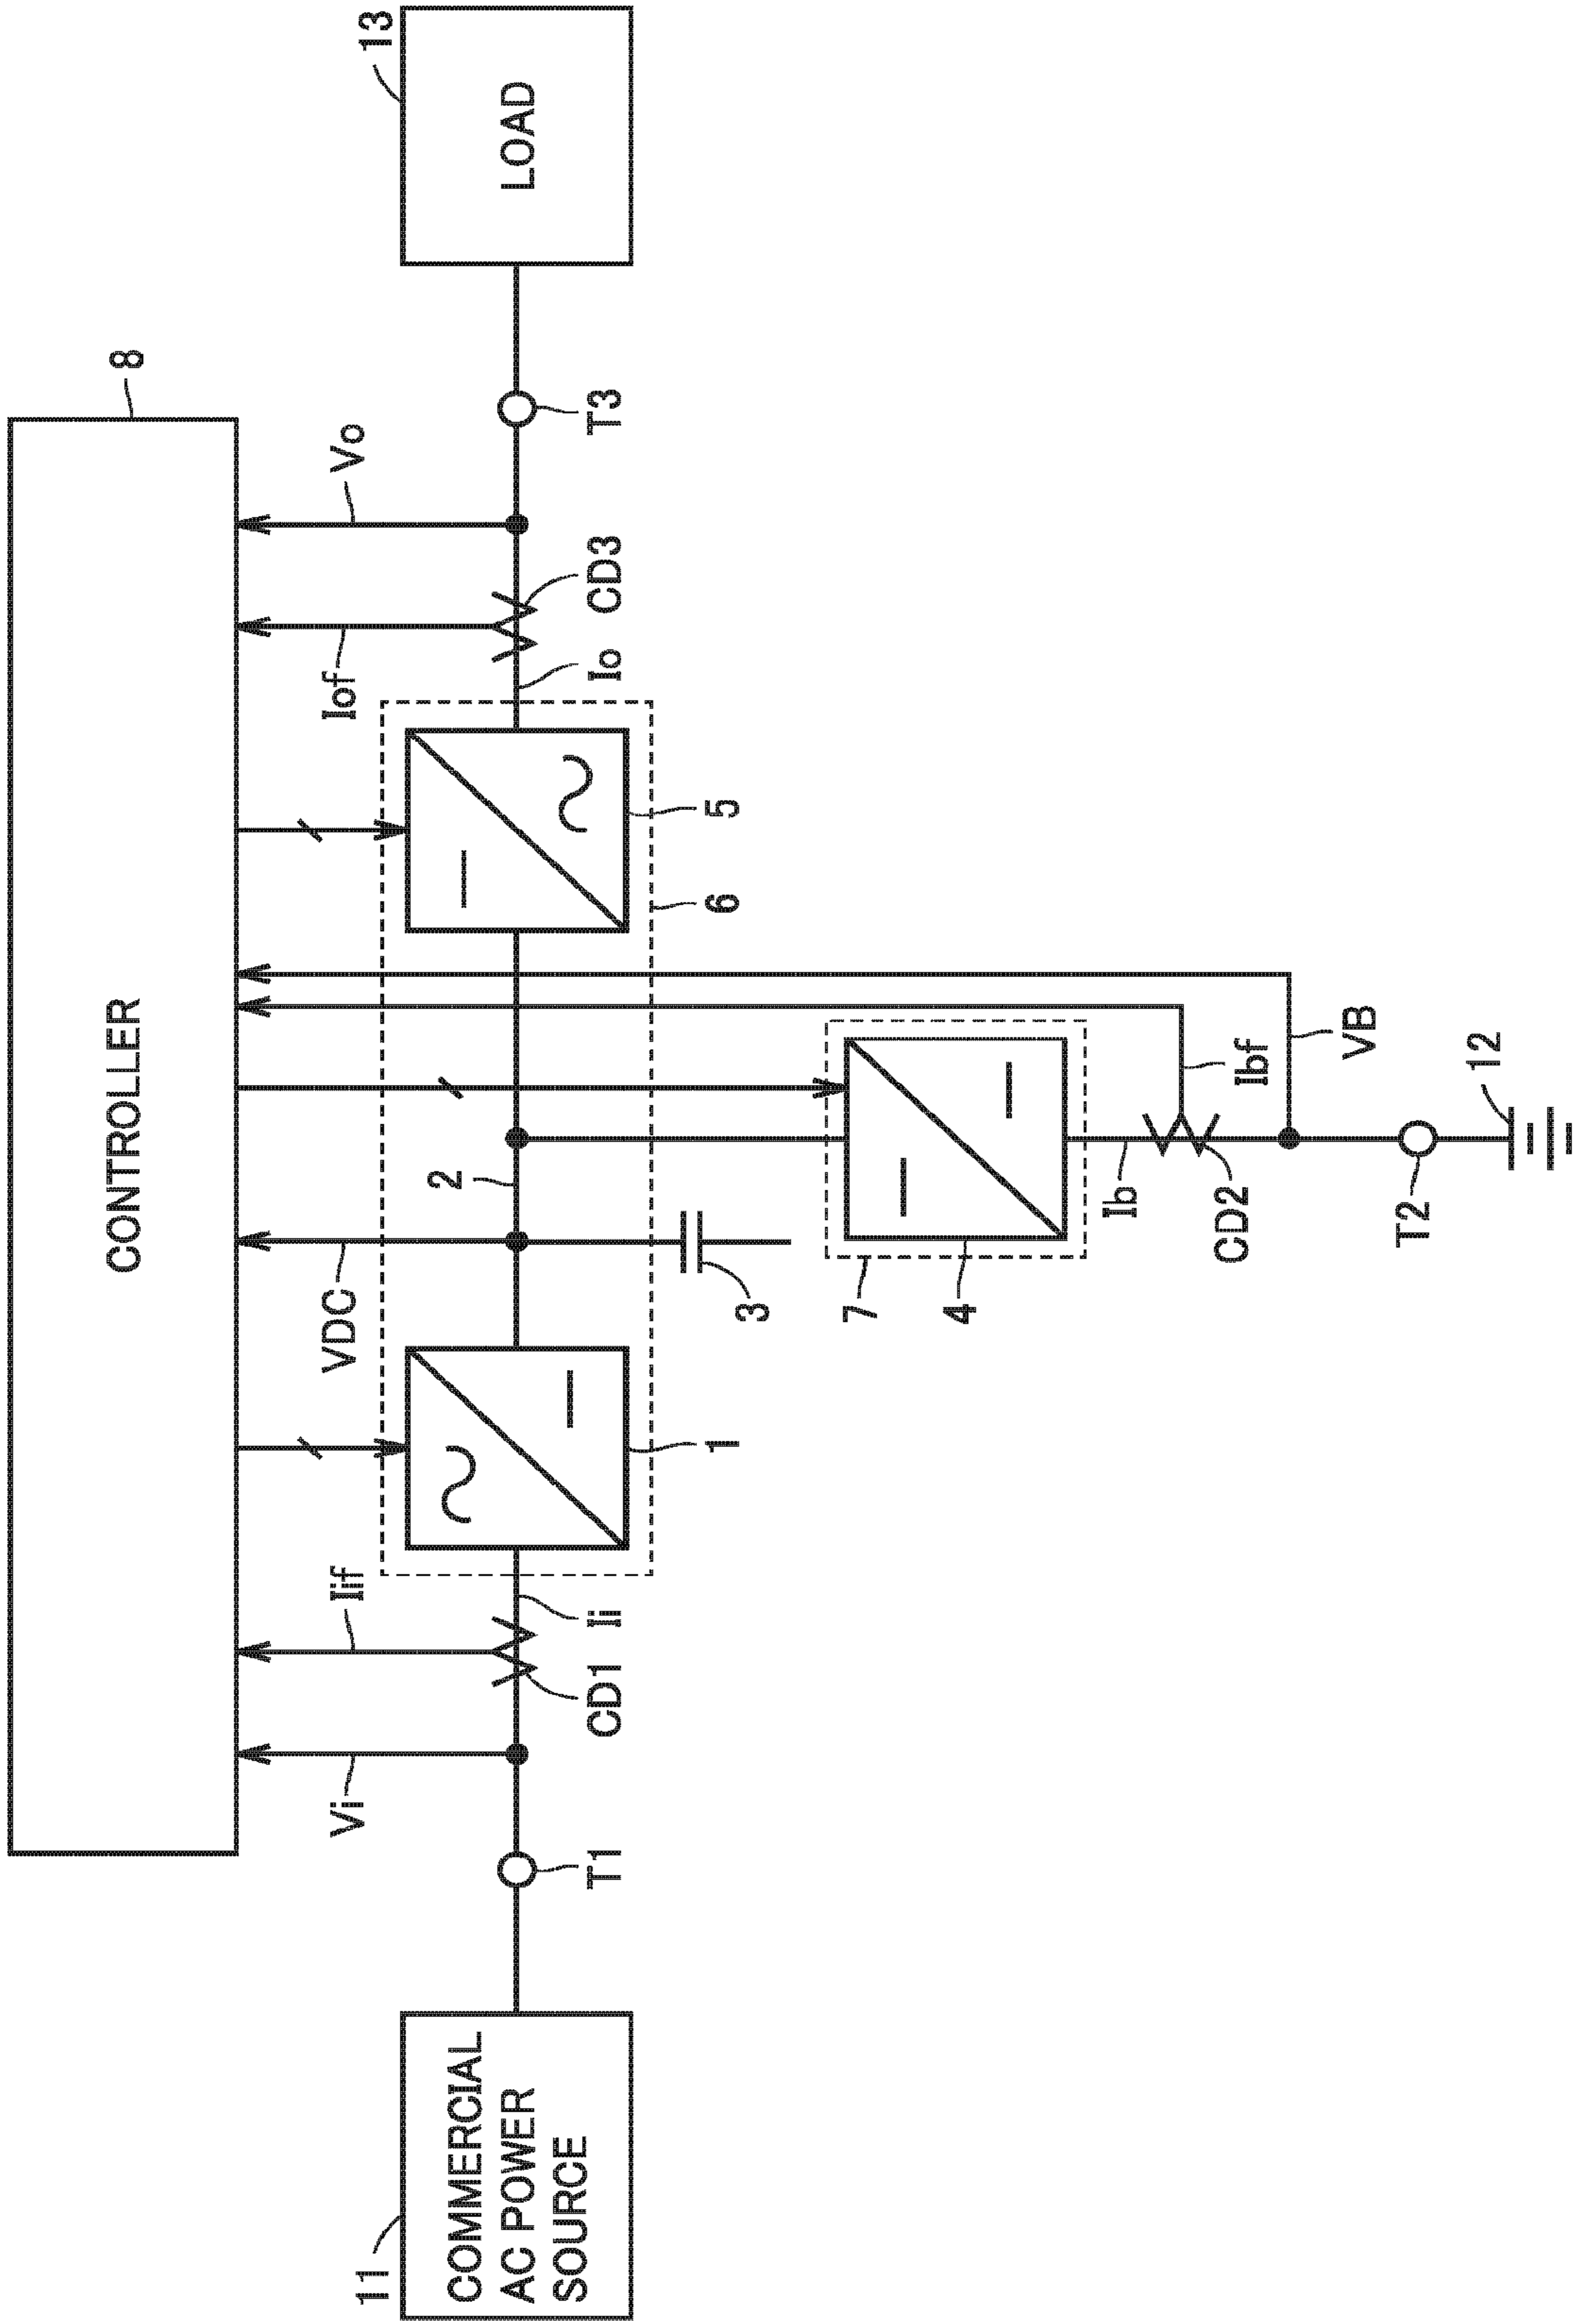 8
CONTROLLER
Vi
Iif
VDC
Iof
Vo
11
COMMERCIAL
AC POWER
SOURCE
13
LOAD
T1
CD1
Ii
2
Io
CD3
T3
1
3
6
5
7
4
Ib
Ibf
CD2
VB
T2
12